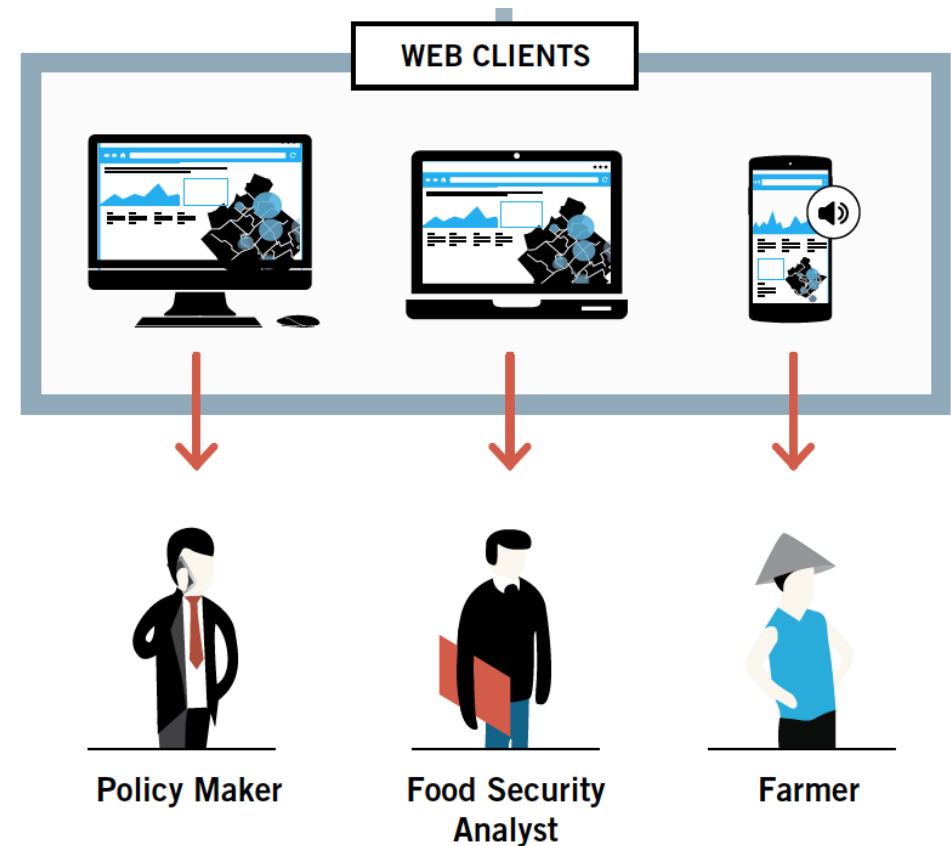 WEB CLIENTS
Policy Maker
Food Security
Analyst
Farmer